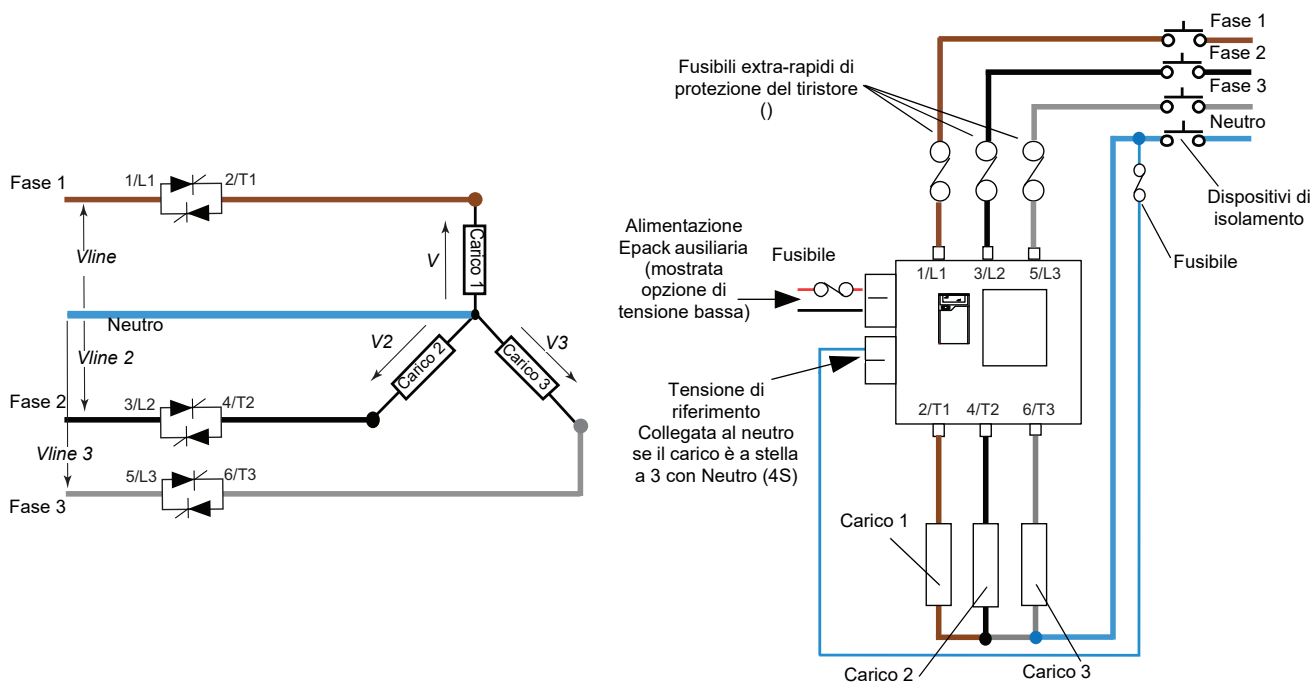 Fase 1
1/L1
2/T1
Vline
V
Carico 1
Neutro
Vline 2
V2
Carico 2
V3
Carico 3
Fase 2
3/L2
4/T2
Vline 3
5/L3
6/T3
Fase 3
Fase 1
Fase 2
Fase 3
Neutro
Fusibili extra-rapidi di
protezione del tiristore
()
Dispositivi di
isolamento
Fusibile
Alimentazione
Epack ausiliaria
(mostrata
opzione di
tensione bassa)
Fusibile
1/L1
3/L2
5/L3
Tensione di
riferimento
Collegata al neutro
se il carico è a stella
a 3 con Neutro (4S)
2/T1
4/T2
6/T3
Carico 1
Carico 2
Carico 3